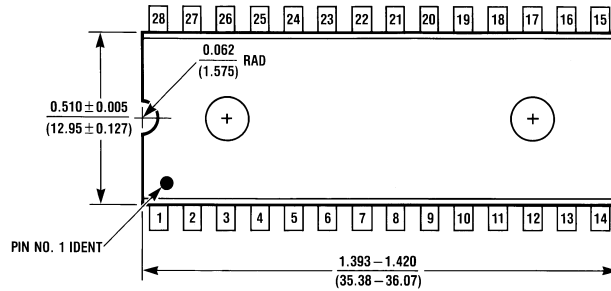 28 27 26 25 24 23 22 21 20 19 18 17 16 15
0.062
(1.575)
RAD
0.510 ± 0.005
(12.95 ± 0.127)
1 2 3 4 5 6 7 8 9 10 11 12 13 14
PIN NO. 1 IDENT
1.393 – 1.420
(35.38 – 36.07)